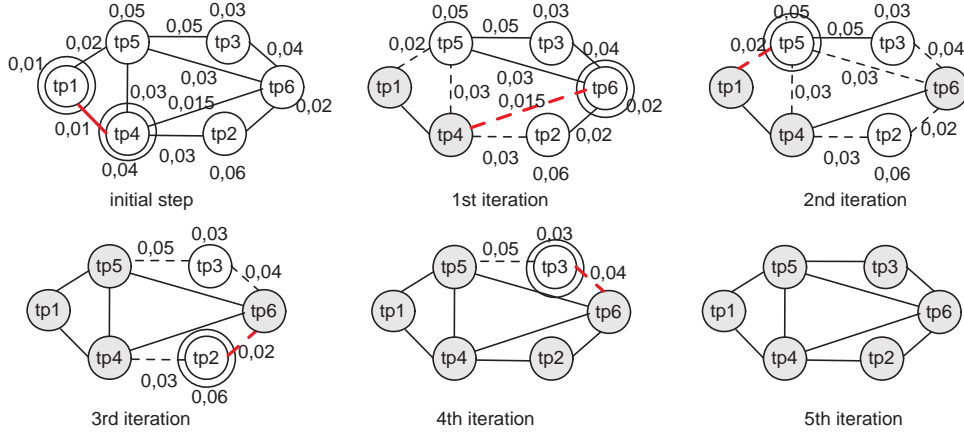 0,05
0,05
0,03
0,02
tp5
tp3
0,04
0,01
0,03
tp1
tp6
0,03
0,015
0,02
0,01
tp4
tp2
0,03
0,04
0,06
initial step
0,05
0,05
0,03
0,02
tp5
tp3
0,04
0,03
tp1
tp6
0,03
0,015
0,02
tp4
tp2
0,02
0,03
0,06
1st iteration
0,05
0,05
0,03
0,02
tp5
tp3
0,04
0,03
tp1
tp6
0,03
tp4
tp2
0,02
0,03
0,06
2nd iteration
0,05
0,03
tp5
tp3
0,04
tp1
tp6
tp4
tp2
0,02
0,03
0,06
3rd iteration
0,05
0,03
tp5
tp3
0,04
tp1
tp6
tp4
tp2
4th iteration
tp5
tp3
tp1
tp6
tp4
tp2
5th iteration